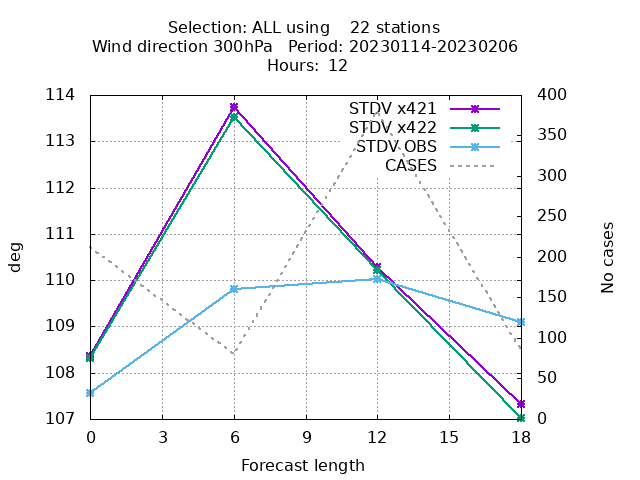 Selection: ALL using    22 stations
Wind direction 300hPa   Period: 20230114-20230206
Hours:  12
114
113
112
111
110
109
108
107
400
350
300
250
200
150
100
50
0
STDV x421
STDV x422
STDV OBS
CASES
deg
No cases
0 3 6 9 12 15 18
Forecast length